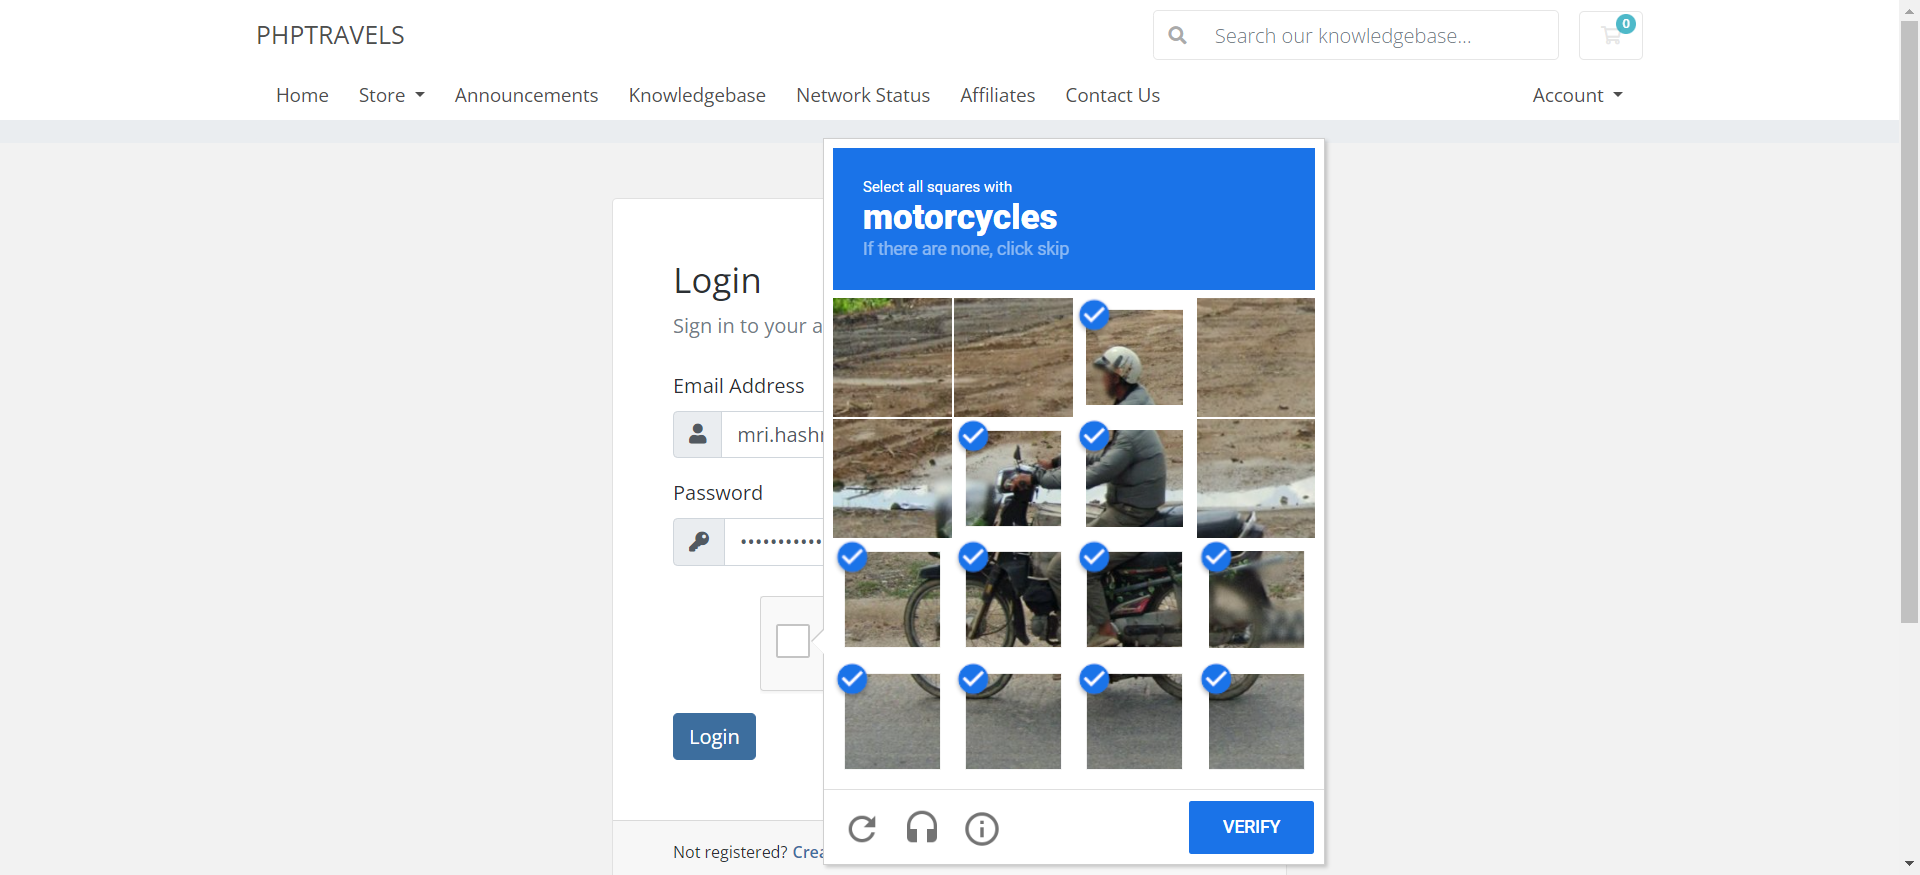 PHPTRAVELS
Search our knowledgebase...
0
Home
Store
Announcements
Knowledgebase
Network Status
Affiliates
Contact Us
Account
Select all squares with
motorcycles
If there are none, click skip
Login
Sign in to your a
Email Address
mri.hash
Password
Login
VERIFY
Not registered? Crea